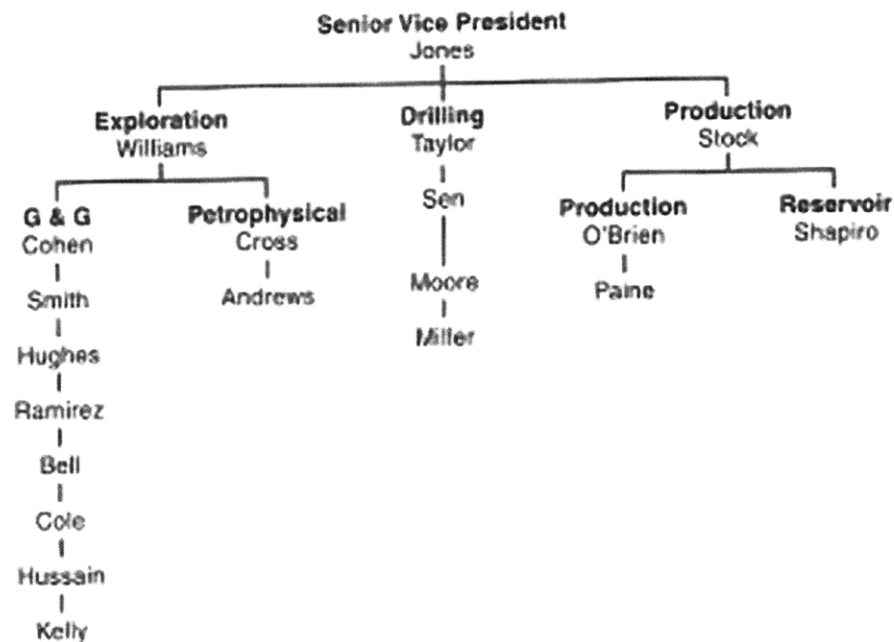 Senior Vice President
Jones
Exploration
Williams
Drilling
Taylor
Production
Stock
G & G
Cohen
Petrophysical
Cross
Sen
Production
O'Brien
Reservoir
Shapiro
Smith
Andrews
Moore
Paine
Hughes
Miller
Ramirez
Bell
Cole
Hussain
Kelly